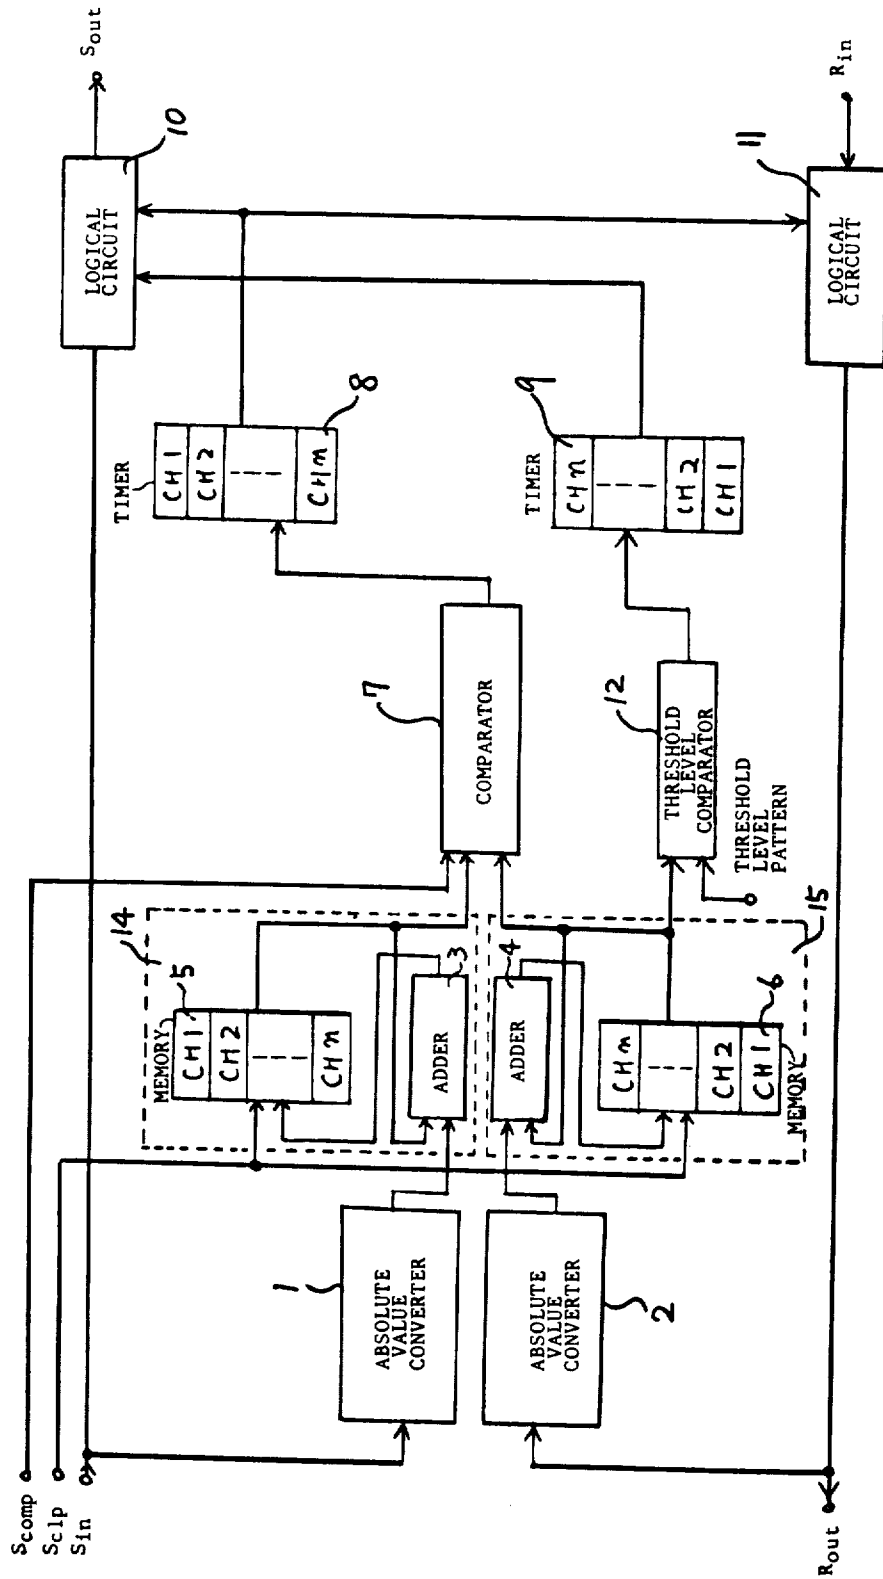 Scomp
Sclp
Sin
Sout
10
LOGICAL
CIRCUIT
TIMER
CH1
CH2
CHn
8
14
MEMORY
5
CH1
CH2
CHn
3
ADDER
7
COMPARATOR
1
ABSOLUTE
VALUE
CONVERTER
ABSOLUTE
VALUE
CONVERTER
2
4
ADDER
CHn
CH2
CH1
6
MEMORY
15
12
THRESHOLD
LEVEL
COMPARATOR
THRESHOLD
LEVEL
PATTERN
TIMER
9
CHn
CH2
CH1
11
LOGICAL
CIRCUIT
Rin
Rout